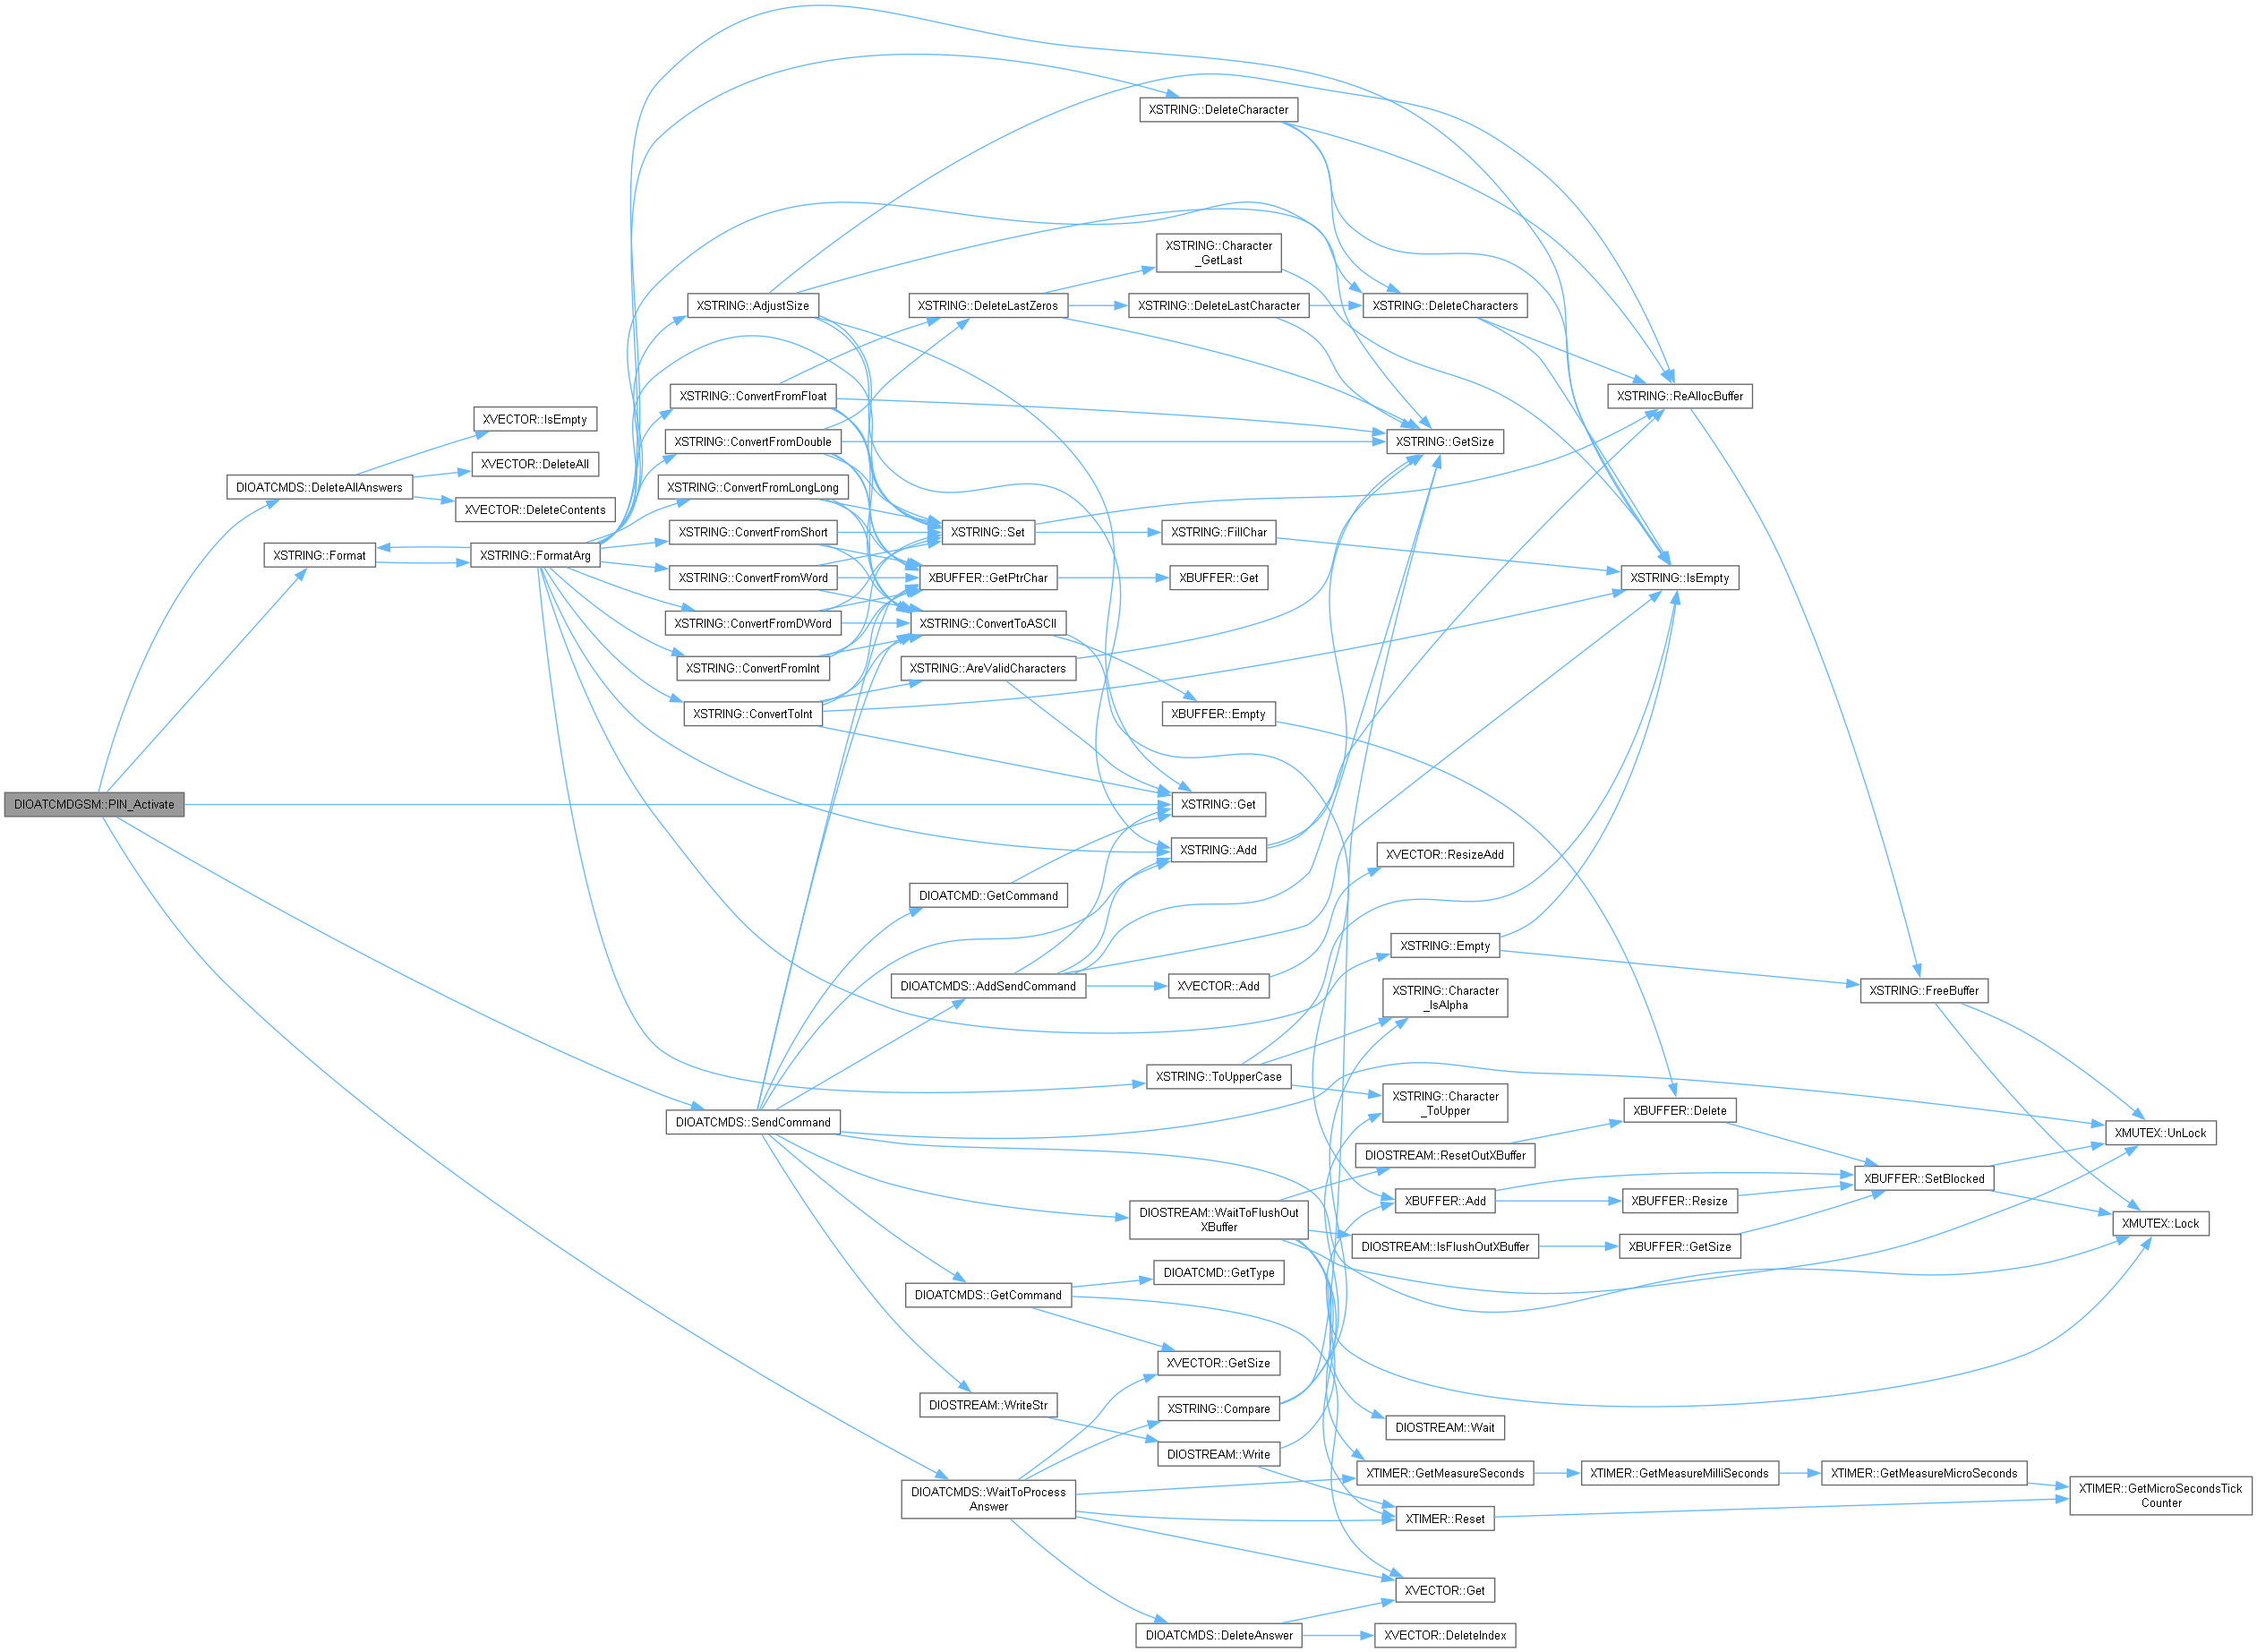 DIOATCMDGSM::PIN_Activate
DIOATCMDS::DeleteAllAnswers
XSTRING::Format
XVECTOR::IsEmpty
XVECTOR::DeleteAll
XVECTOR::DeleteContents
XSTRING::FormatArg
XSTRING::AdjustSize
XSTRING::ConvertFromFloat
XSTRING::ConvertFromDouble
XSTRING::ConvertFromLongLong
XSTRING::ConvertFromShort
XSTRING::ConvertFromWord
XSTRING::ConvertFromDWord
XSTRING::ConvertFromInt
XSTRING::ConvertToInt
DIOATCMDS::SendCommand
XSTRING::DeleteLastZeros
XSTRING::Set
XBUFFER::GetPtrChar
XSTRING::ConvertToASCII
XSTRING::AreValidCharacters
DIOATCMD::GetCommand
DIOATCMDS::AddSendCommand
DIOATCMDS::GetCommand
DIOSTREAM::WriteStr
DIOATCMDS::WaitToProcess
Answer
XSTRING::DeleteCharacter
XSTRING::Character
_GetLast
XSTRING::DeleteLastCharacter
XSTRING::FillChar
XBUFFER::Get
XBUFFER::Empty
XSTRING::Get
XSTRING::Add
XVECTOR::Add
XSTRING::ToUpperCase
DIOSTREAM::WaitToFlushOut
XBuffer
DIOATCMD::GetType
XVECTOR::GetSize
XSTRING::Compare
DIOSTREAM::Write
DIOATCMDS::DeleteAnswer
XSTRING::DeleteCharacters
XSTRING::GetSize
XVECTOR::ResizeAdd
XSTRING::Empty
XSTRING::Character
_IsAlpha
XSTRING::Character
_ToUpper
DIOSTREAM::ResetOutXBuffer
XBUFFER::Add
DIOSTREAM::IsFlushOutXBuffer
DIOSTREAM::Wait
XTIMER::GetMeasureSeconds
XTIMER::Reset
XVECTOR::Get
XVECTOR::DeleteIndex
XSTRING::ReAllocBuffer
XSTRING::IsEmpty
XBUFFER::Delete
XBUFFER::Resize
XBUFFER::GetSize
XTIMER::GetMeasureMilliSeconds
XSTRING::FreeBuffer
XBUFFER::SetBlocked
XTIMER::GetMeasureMicroSeconds
XMUTEX::UnLock
XMUTEX::Lock
XTIMER::GetMicroSecondsTick
Counter